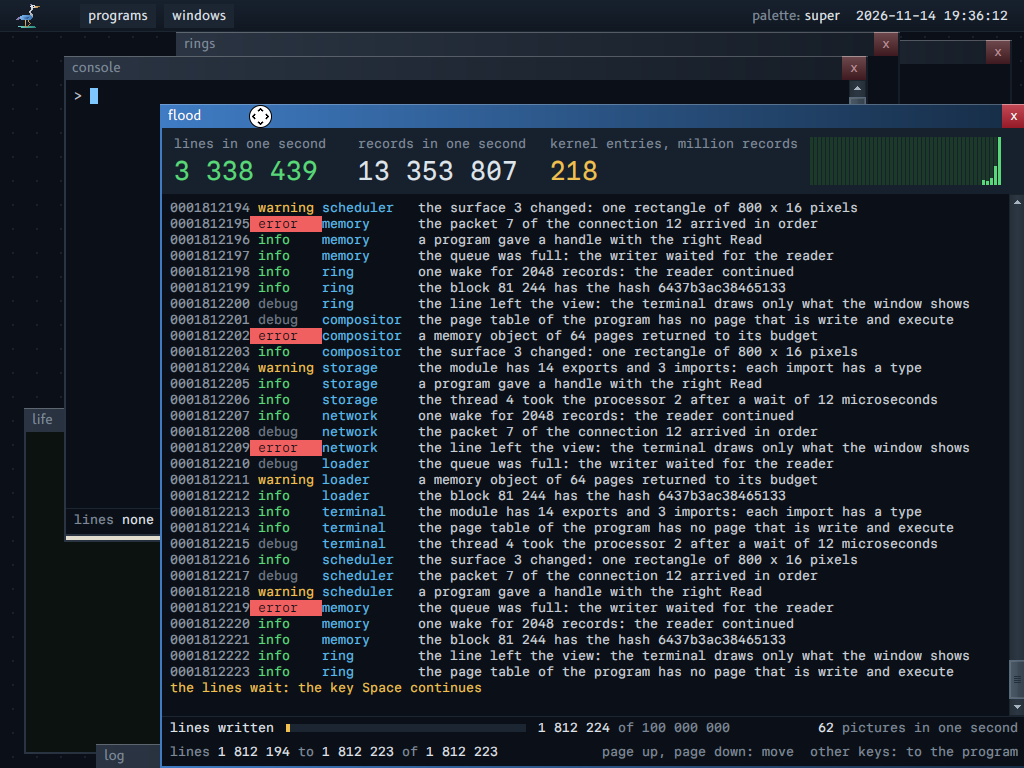 programs windows palette: super 2026-11-14 19:36:12
rings x
x
console x
>
flood x
lines in one second records in one second kernel entries, million records
3 338 439 13 353 807 218
0001812194 warning scheduler the surface 3 changed: one rectangle of 800 x 16 pixels
0001812195 error memory the packet 7 of the connection 12 arrived in order
0001812196 info memory a program gave a handle with the right Read
0001812197 info memory the queue was full: the writer waited for the reader
0001812198 info ring one wake for 2048 records: the reader continued
0001812199 info ring the block 81 244 has the hash 6437b3ac38465133
0001812200 debug ring the line left the view: the terminal draws only what the window shows
0001812201 debug compositor the page table of the program has no page that is write and execute
0001812202 error compositor a memory object of 64 pages returned to its budget
0001812203 info compositor the surface 3 changed: one rectangle of 800 x 16 pixels
0001812204 warning storage the module has 14 exports and 3 imports: each import has a type
0001812205 info storage a program gave a handle with the right Read
0001812206 info storage the thread 4 took the processor 2 after a wait of 12 microseconds
0001812207 info network one wake for 2048 records: the reader continued
0001812208 debug network the packet 7 of the connection 12 arrived in order
0001812209 error network the line left the view: the terminal draws only what the window shows
0001812210 debug loader the queue was full: the writer waited for the reader
0001812211 warning loader a memory object of 64 pages returned to its budget
0001812212 info loader the block 81 244 has the hash 6437b3ac38465133
0001812213 info terminal the module has 14 exports and 3 imports: each import has a type
0001812214 info terminal the page table of the program has no page that is write and execute
0001812215 debug terminal the thread 4 took the processor 2 after a wait of 12 microseconds
0001812216 info scheduler the surface 3 changed: one rectangle of 800 x 16 pixels
0001812217 debug scheduler the packet 7 of the connection 12 arrived in order
0001812218 warning scheduler a program gave a handle with the right Read
0001812219 error memory the queue was full: the writer waited for the reader
0001812220 info memory one wake for 2048 records: the reader continued
0001812221 info memory the block 81 244 has the hash 6437b3ac38465133
0001812222 info ring the line left the view: the terminal draws only what the window shows
0001812223 info ring the page table of the program has no page that is write and execute
the lines wait: the key Space continues
lines written 1 812 224 of 100 000 000 62 pictures in one second
lines 1 812 194 to 1 812 223 of 1 812 223 page up, page down: move other keys: to the program
life
lines none
log